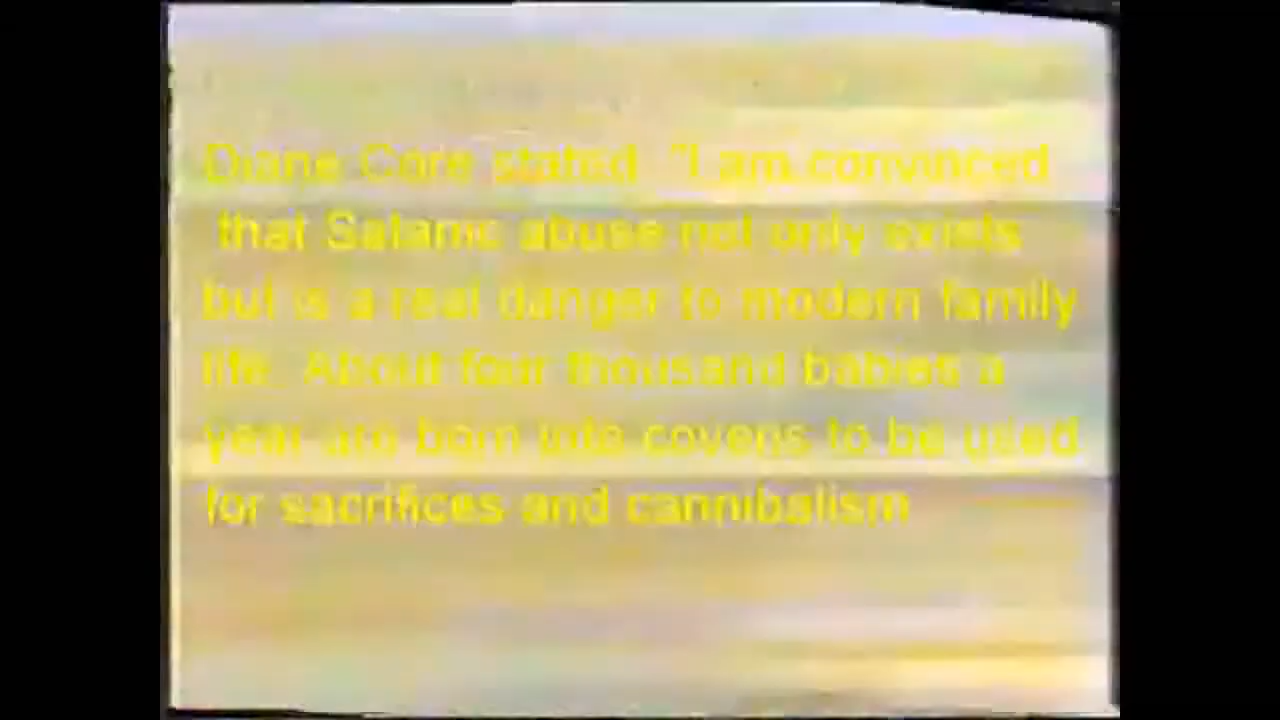 Diane Core stated "I am convinced
that Satanic abuse not only exists
but is a real danger to modern family
life. About four thousand babies a
year are born into covens to be used
for sacrifices and cannibalism